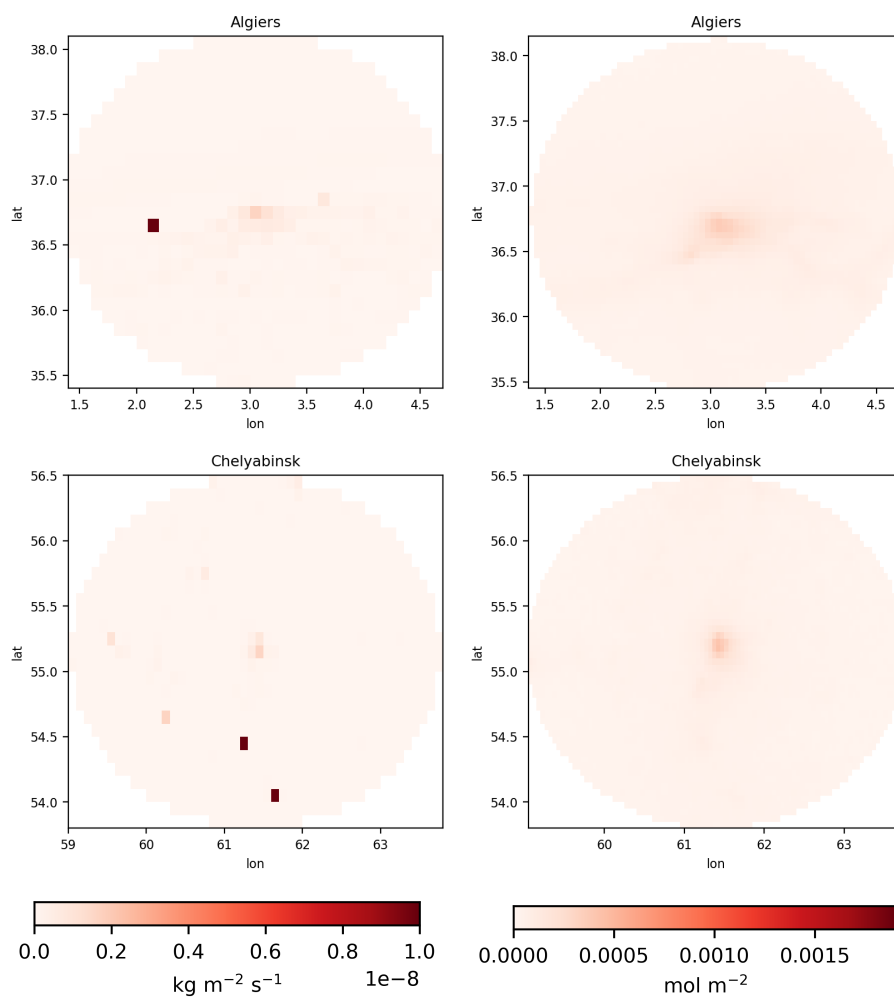 Algiers
Algiers
38.0
37.5
37.0
36.5
36.0
35.5
lat
1.5 2.0 2.5 3.0 3.5 4.0 4.5
lon
38.0
37.5
37.0
36.5
36.0
35.5
lat
1.5 2.0 2.5 3.0 3.5 4.0 4.5
lon
Chelyabinsk
Chelyabinsk
56.5
56.0
55.5
55.0
54.5
54.0
lat
59 60 61 62 63
lon
56.5
56.0
55.5
55.0
54.5
54.0
lat
60 61 62 63
lon
0.0 0.2 0.4 0.6 0.8 1.0
1e−8
kg m⁻² s⁻¹
0.0000 0.0005 0.0010 0.0015
mol m⁻²